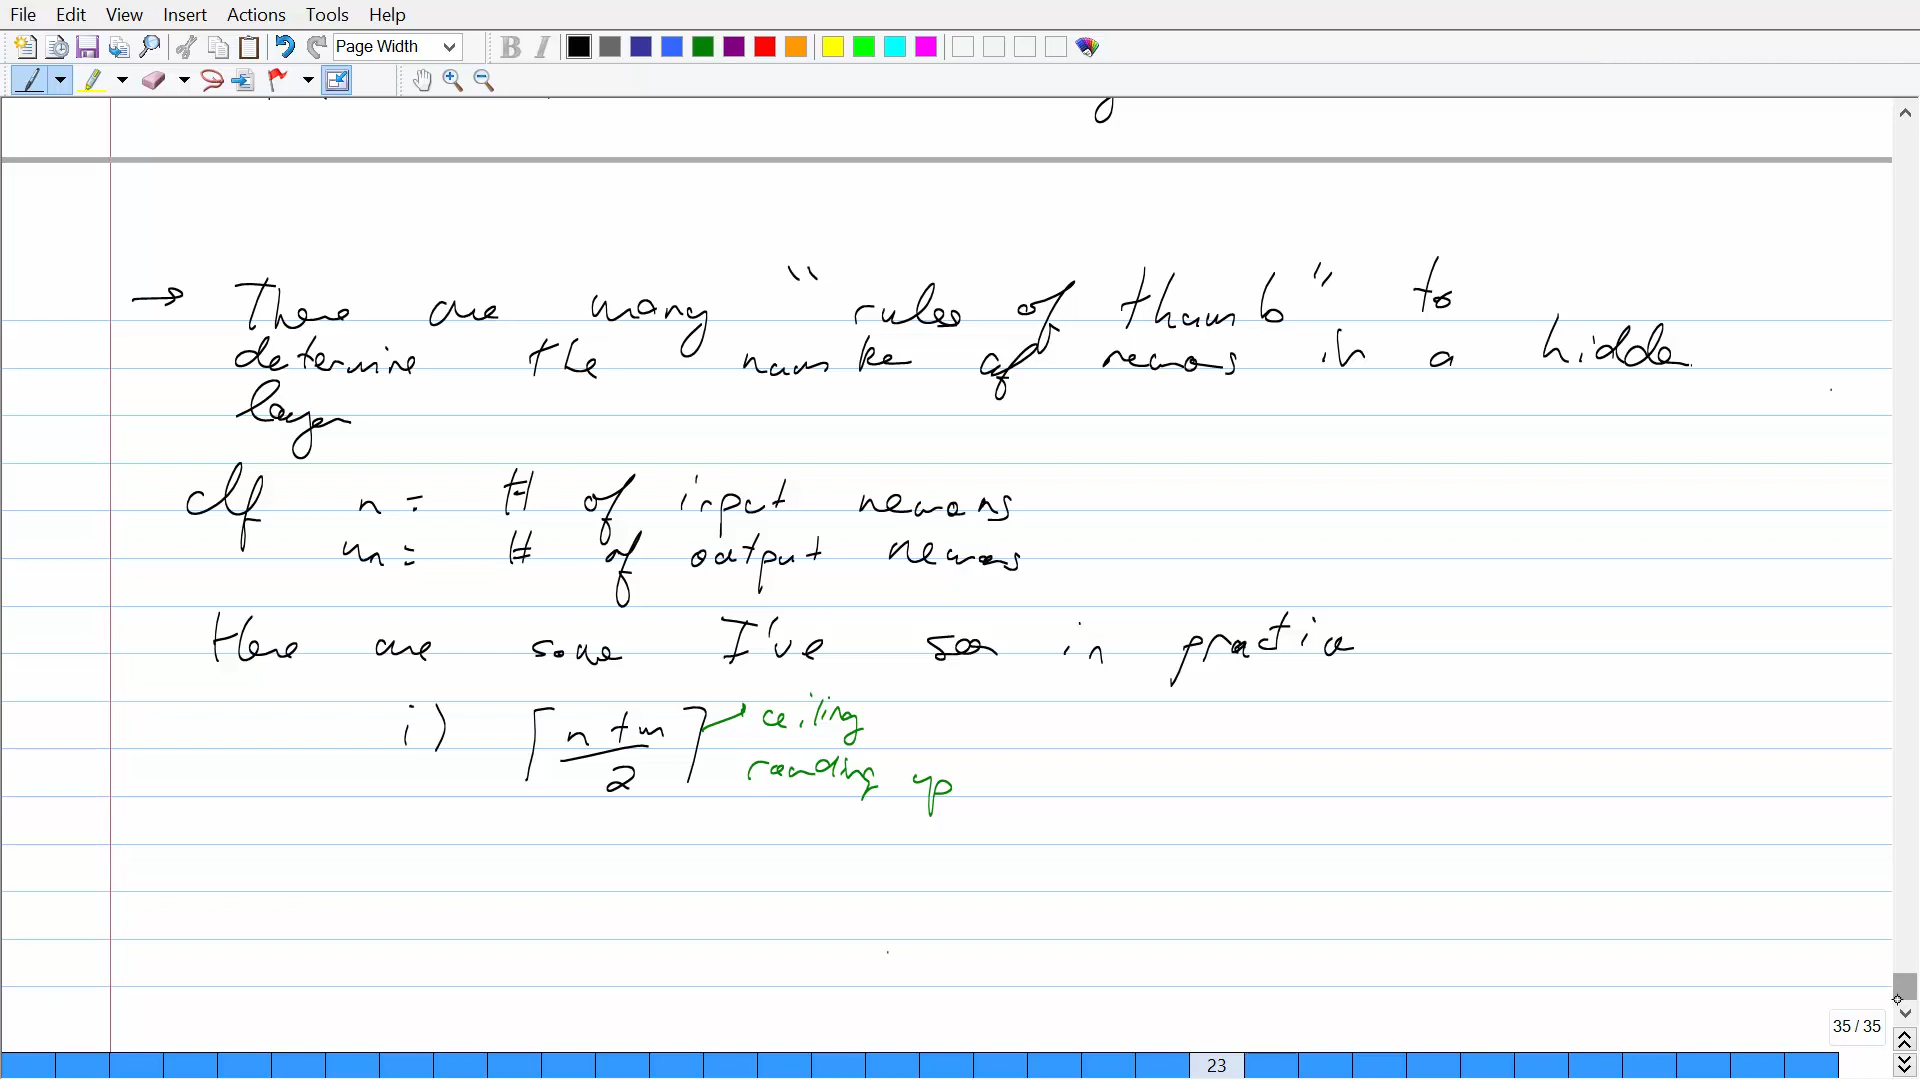 File Edit View Insert Actions Tools Help
Page Width
B I
→ There are many "rules of thumb" to
determine the number of neurons in a hidden
layer
If n = # of input neurons
m = # of output neurons
Here are some I've seen in practice
i) ⌈(n + m)/2⌉ ceiling
rounding up
35 / 35
23